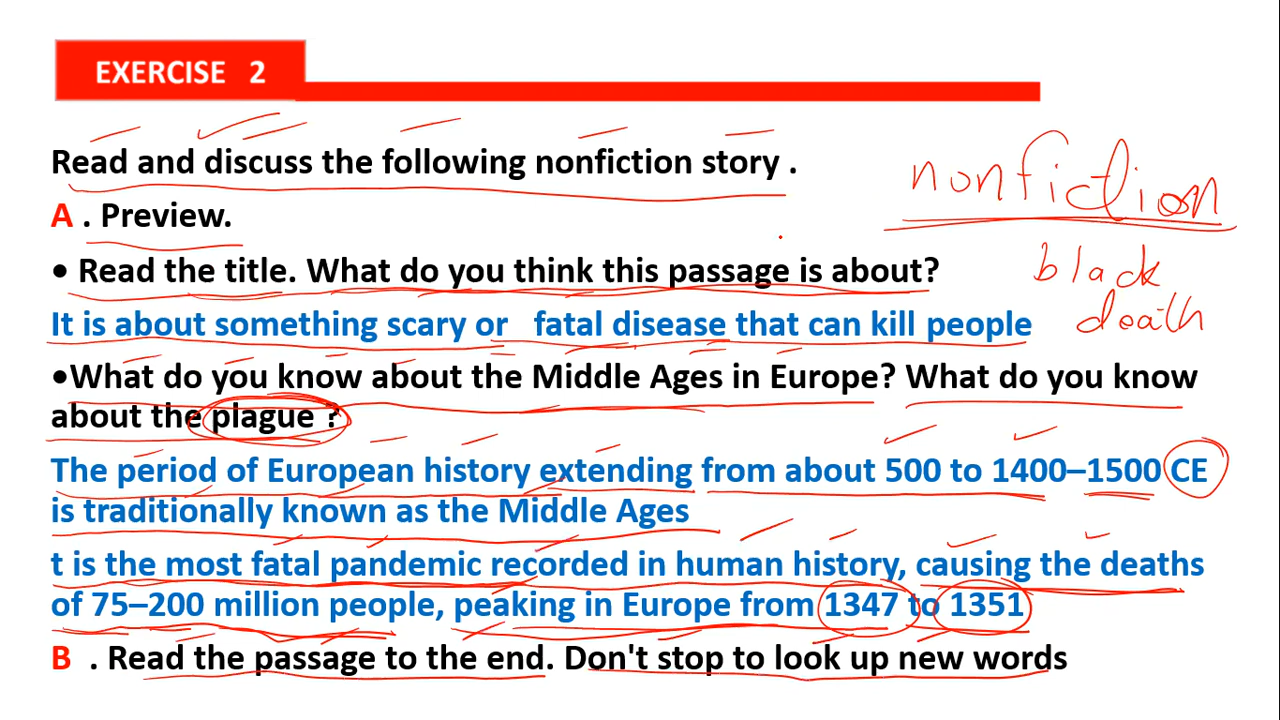 EXERCISE 2
Read and discuss the following nonfiction story .
nonfiction
A . Preview.
• Read the title. What do you think this passage is about?
black
death
It is about something scary or fatal disease that can kill people
•What do you know about the Middle Ages in Europe? What do you know
about the plague ?
The period of European history extending from about 500 to 1400–1500 CE
is traditionally known as the Middle Ages
t is the most fatal pandemic recorded in human history, causing the deaths
of 75–200 million people, peaking in Europe from 1347 to 1351
B . Read the passage to the end. Don't stop to look up new words